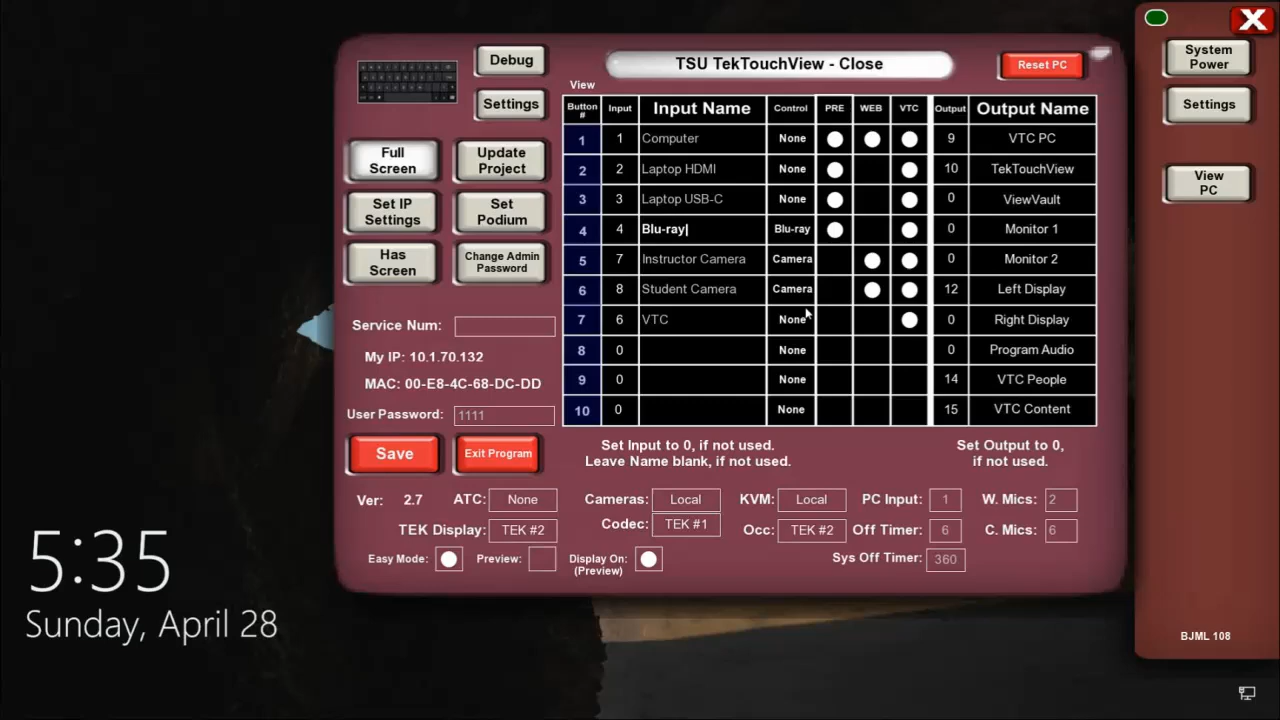 Debug
Settings
TSU TekTouchView - Close
Reset PC
System
Power
Settings
View
PC
Full
Screen
Update
Project
Set IP
Settings
Set
Podium
Has
Screen
Change Admin
Password
Service Num:
My IP: 10.1.70.132
MAC: 00-E8-4C-68-DC-DD
User Password: 1111
Save
Exit Program
View
Button # Input Input Name Control PRE WEB VTC Output Output Name
1 1 Computer None 9 VTC PC
2 2 Laptop HDMI None 10 TekTouchView
3 3 Laptop USB-C None 0 ViewVault
4 4 Blu-ray Blu-ray 0 Monitor 1
5 7 Instructor Camera Camera 0 Monitor 2
6 8 Student Camera Camera 12 Left Display
7 6 VTC None 0 Right Display
8 0 None 0 Program Audio
9 0 None 14 VTC People
10 0 None 15 VTC Content
Set Input to 0, if not used.
Leave Name blank, if not used.
Set Output to 0,
if not used.
Ver: 2.7 ATC: None Cameras: Local KVM: Local PC Input: 1 W. Mics: 2
TEK Display: TEK #2 Codec: TEK #1 Occ: TEK #2 Off Timer: 6 C. Mics: 6
Easy Mode: Preview: Display On:
(Preview)
Sys Off Timer: 360
5:35
Sunday, April 28
BJML 108